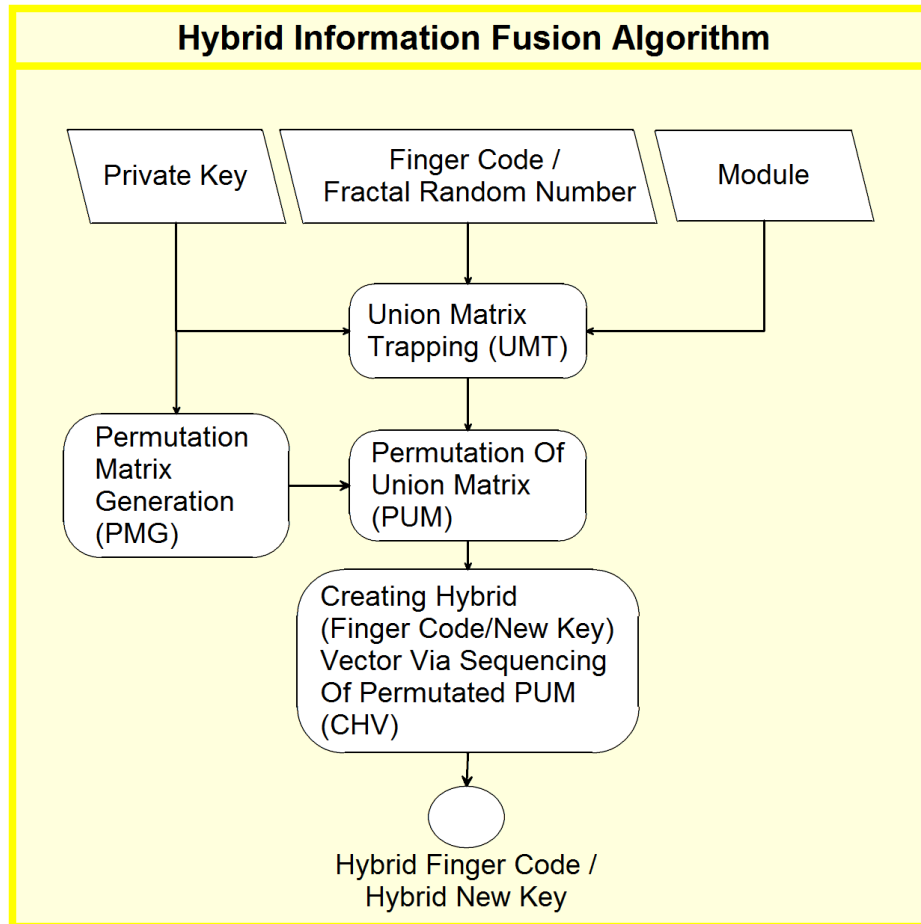 Hybrid Information Fusion Algorithm
Private Key
Finger Code /
Fractal Random Number
Module
Union Matrix
Trapping (UMT)
Permutation
Matrix
Generation
(PMG)
Permutation Of
Union Matrix
(PUM)
Creating Hybrid
(Finger Code/New Key)
Vector Via Sequencing
Of Permutated PUM
(CHV)
Hybrid Finger Code /
Hybrid New Key